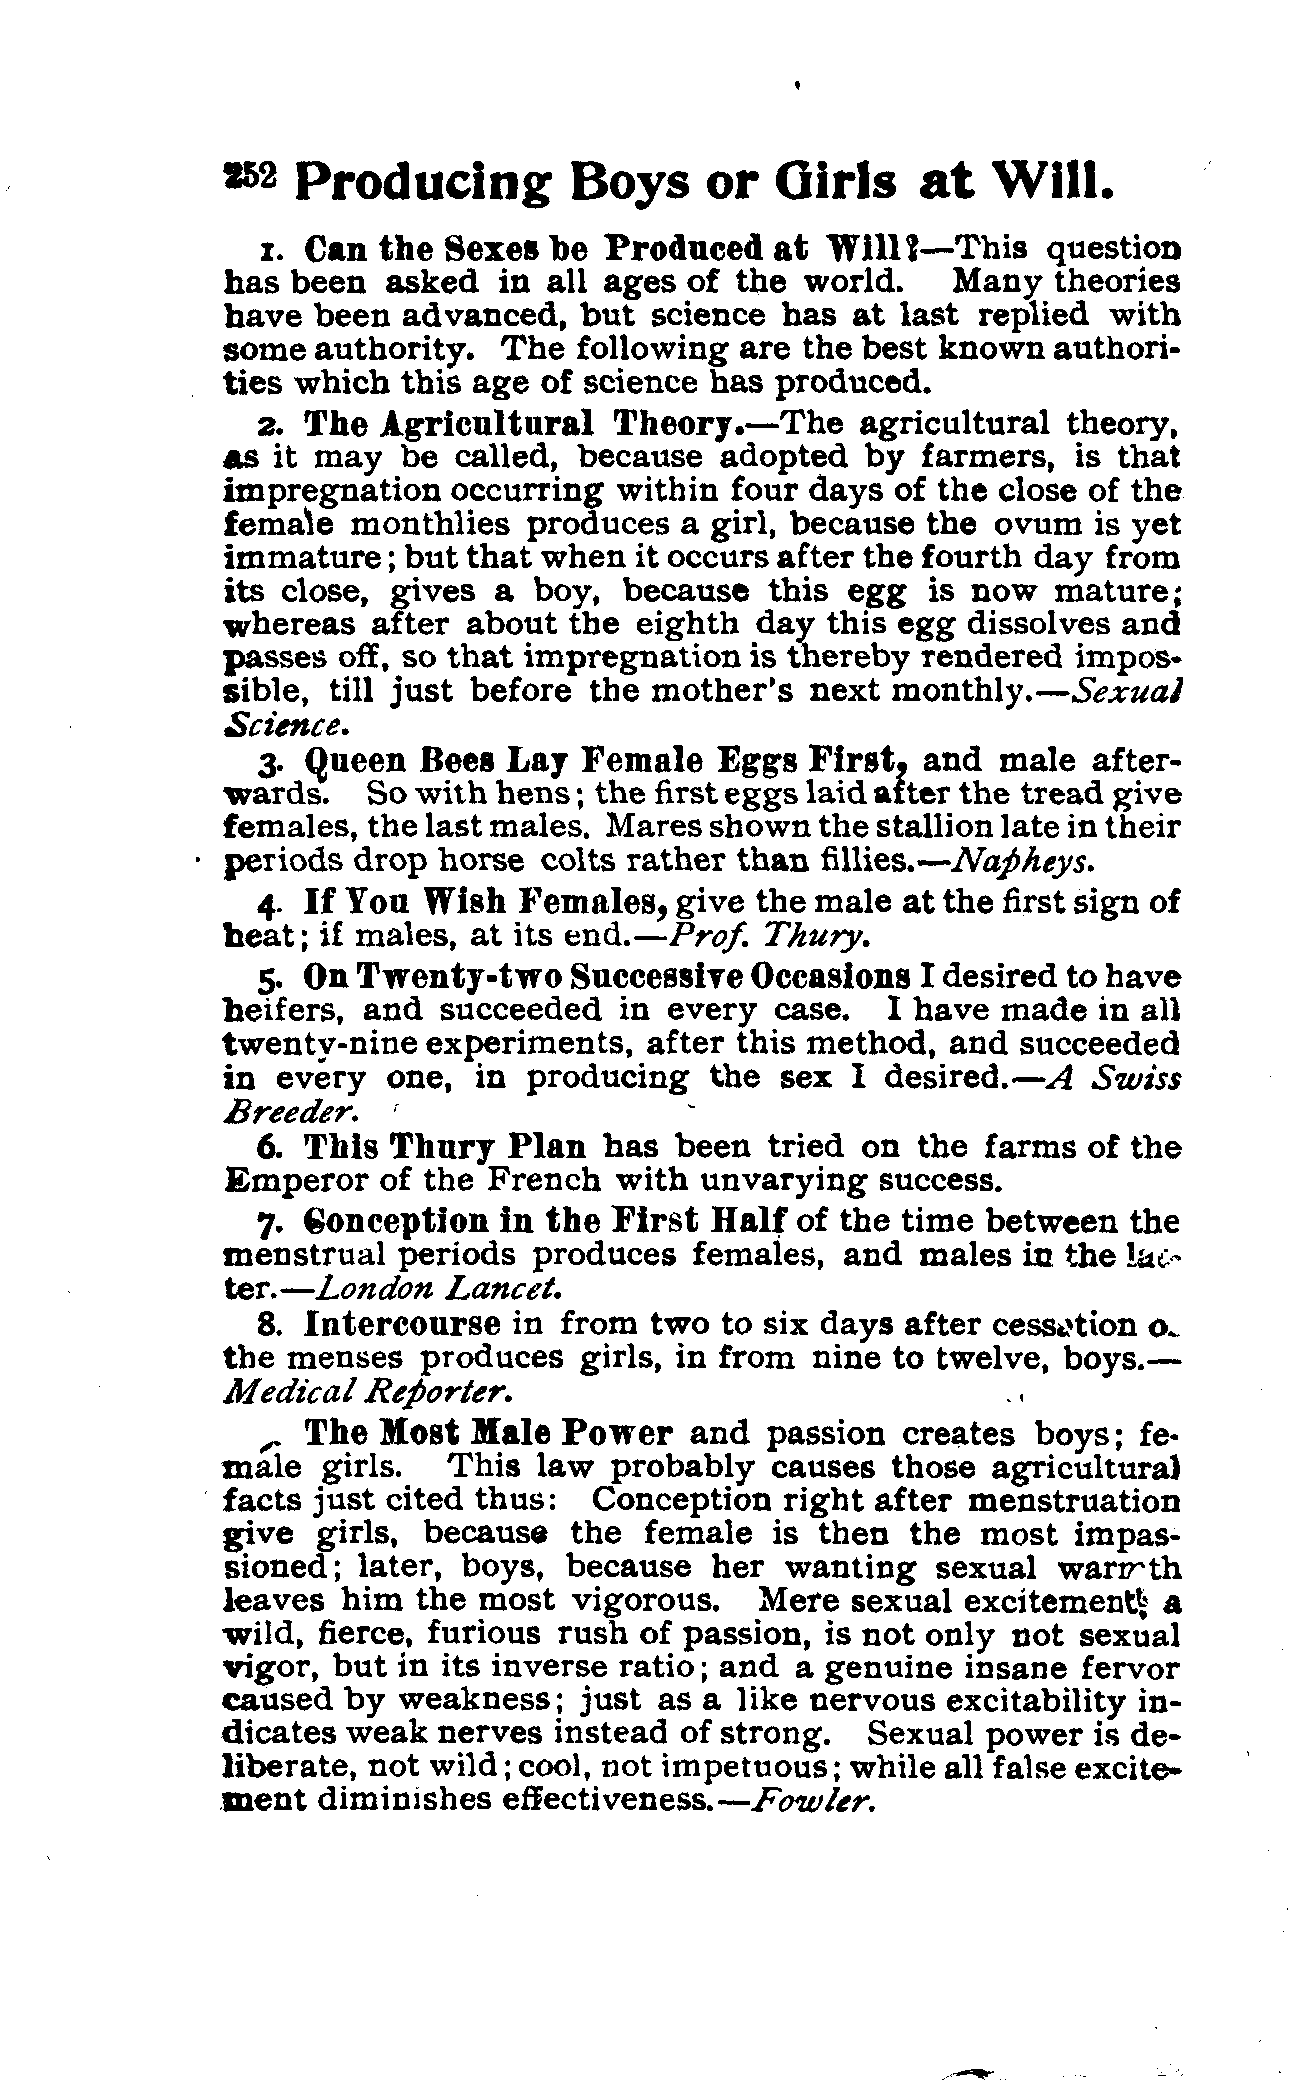 252 Producing Boys or Girls at Will.
1. Can the Sexes be Produced at Will?—This question
has been asked in all ages of the world. Many theories
have been advanced, but science has at last replied with
some authority. The following are the best known authori-
ties which this age of science has produced.
2. The Agricultural Theory.—The agricultural theory,
as it may be called, because adopted by farmers, is that
impregnation occurring within four days of the close of the
female monthlies produces a girl, because the ovum is yet
immature; but that when it occurs after the fourth day from
its close, gives a boy, because this egg is now mature;
whereas after about the eighth day this egg dissolves and
passes off, so that impregnation is thereby rendered impos-
sible, till just before the mother's next monthly.—Sexual
Science.
3. Queen Bees Lay Female Eggs First, and male after-
wards. So with hens; the first eggs laid after the tread give
females, the last males. Mares shown the stallion late in their
periods drop horse colts rather than fillies.—Napheys.
4. If You Wish Females, give the male at the first sign of
heat; if males, at its end.—Prof. Thury.
5. On Twenty-two Successive Occasions I desired to have
heifers, and succeeded in every case. I have made in all
twenty-nine experiments, after this method, and succeeded
in every one, in producing the sex I desired.—A Swiss
Breeder.
6. This Thury Plan has been tried on the farms of the
Emperor of the French with unvarying success.
7. Conception in the First Half of the time between the
menstrual periods produces females, and males in the lat-
ter.—London Lancet.
8. Intercourse in from two to six days after cessation o
the menses produces girls, in from nine to twelve, boys.—
Medical Reporter.
The Most Male Power and passion creates boys; fe-
male girls. This law probably causes those agricultural
facts just cited thus: Conception right after menstruation
give girls, because the female is then the most impas-
sioned; later, boys, because her wanting sexual warmth
leaves him the most vigorous. Mere sexual excitement; a
wild, fierce, furious rush of passion, is not only not sexual
vigor, but in its inverse ratio; and a genuine insane fervor
caused by weakness; just as a like nervous excitability in-
dicates weak nerves instead of strong. Sexual power is de-
liberate, not wild; cool, not impetuous; while all false excite-
ment diminishes effectiveness.—Fowler.